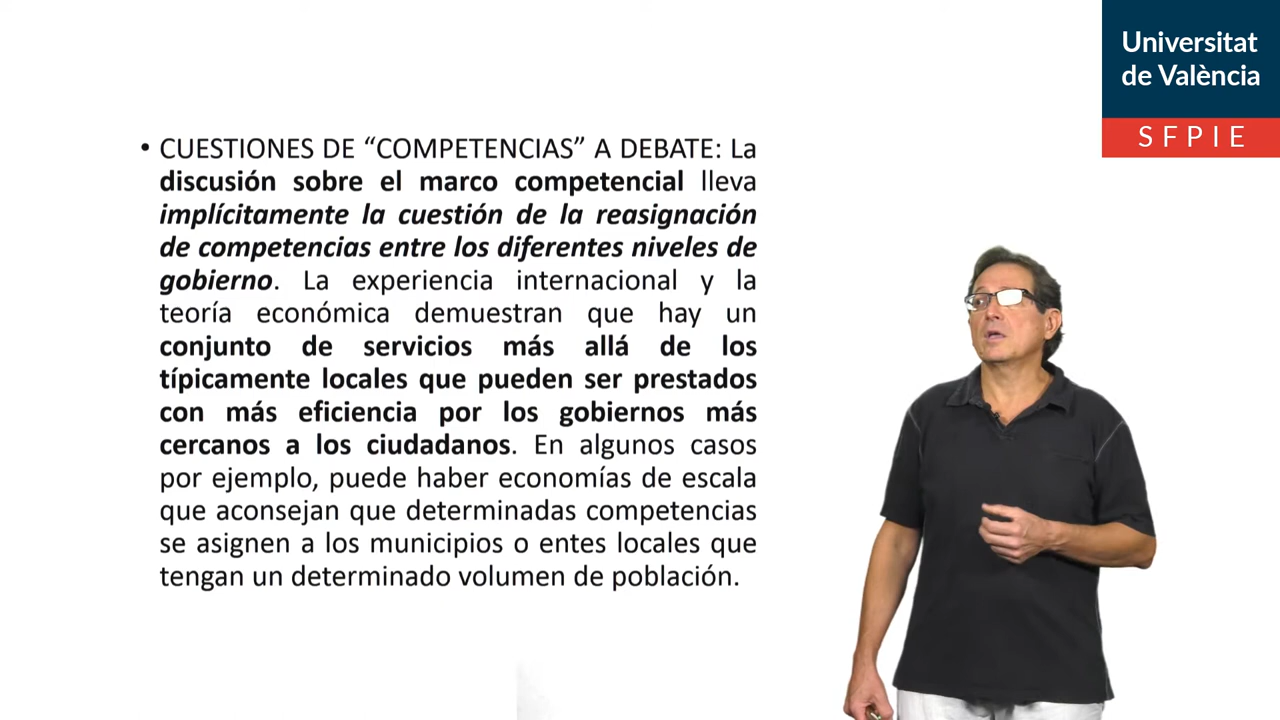 Universitat
de València
SFPIE
• CUESTIONES DE “COMPETENCIAS” A DEBATE: La
discusión sobre el marco competencial lleva
implícitamente la cuestión de la reasignación
de competencias entre los diferentes niveles de
gobierno. La experiencia internacional y la
teoría económica demuestran que hay un
conjunto de servicios más allá de los
típicamente locales que pueden ser prestados
con más eficiencia por los gobiernos más
cercanos a los ciudadanos. En algunos casos
por ejemplo, puede haber economías de escala
que aconsejan que determinadas competencias
se asignen a los municipios o entes locales que
tengan un determinado volumen de población.